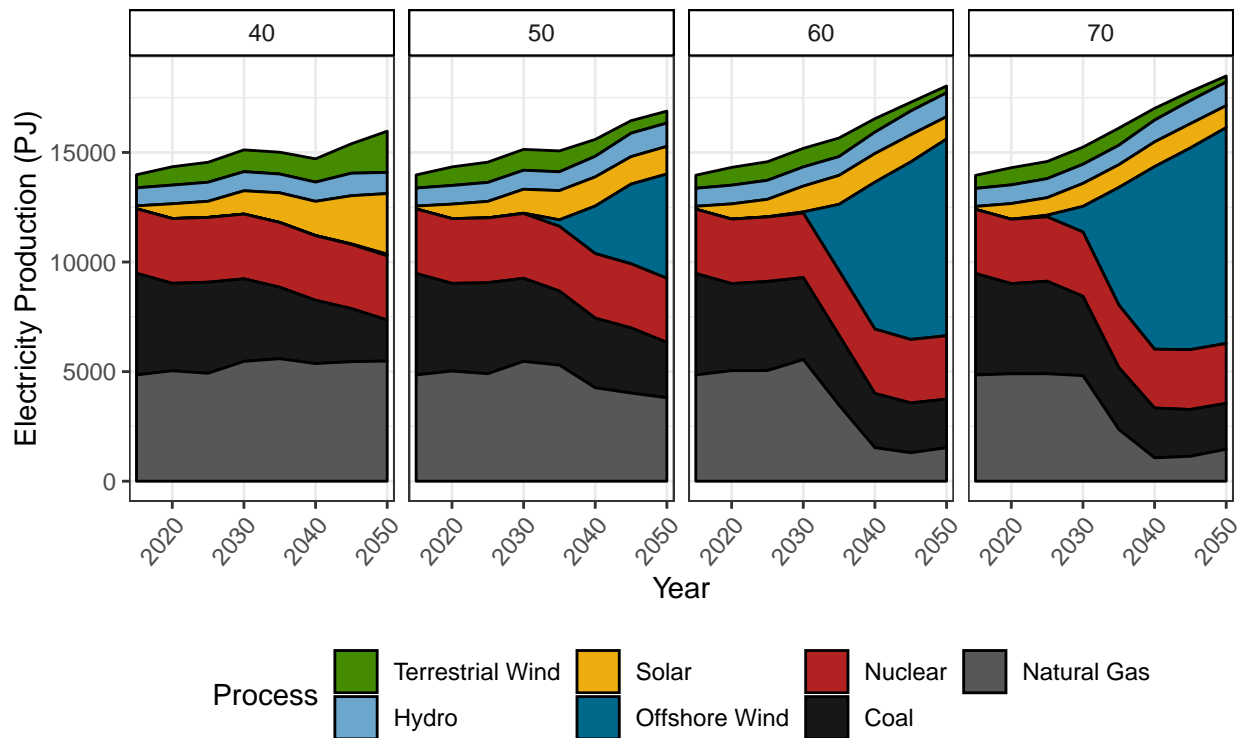 40 50 60 70
Electricity Production (PJ)
15000
10000
5000
0
2020 2030 2040 2050 2020 2030 2040 2050 2020 2030 2040 2050 2020 2030 2040 2050
Year
Process
Terrestrial Wind Solar Nuclear Natural Gas
Hydro Offshore Wind Coal